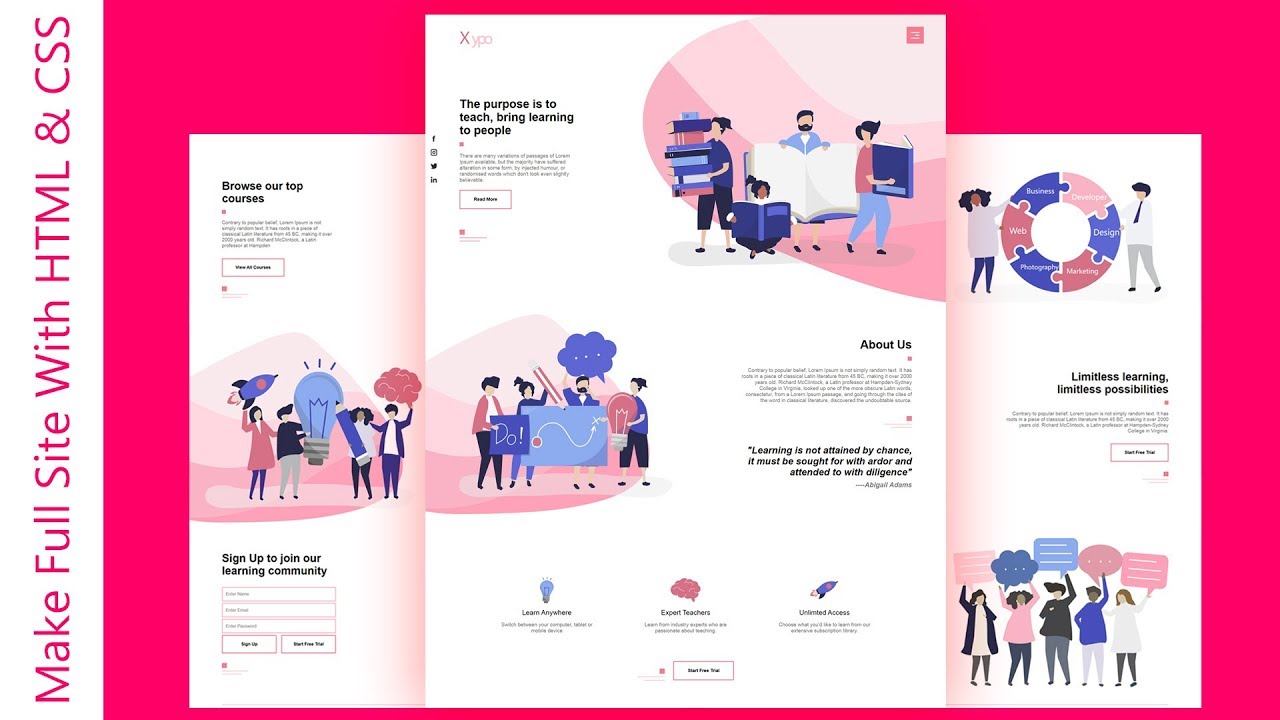 Make Full Site With HTML & CSS
X ypo
The purpose is to
teach, bring learning
to people
There are many variations of passages of Lorem
Ipsum available, but the majority have suffered
alteration in some form, by injected humour, or
randomised words which don't look even slightly
believable.
Read More
Browse our top
courses
Contrary to popular belief, Lorem Ipsum is not
simply random text. It has roots in a piece of
classical Latin literature from 45 BC, making it over
2000 years old. Richard McClintock, a Latin
professor at Hampden
View All Courses
Business
Developer
Web
Design
Photography
Marketing
Do!
About Us
Contrary to popular belief, Lorem Ipsum is not simply random text. It has
roots in a piece of classical Latin literature from 45 BC, making it over 2000
years old. Richard McClintock, a Latin professor at Hampden-Sydney
College in Virginia, looked up one of the more obscure Latin words,
consectetur, from a Lorem Ipsum passage, and going through the cites of
the word in classical literature, discovered the undoubtable source.
"Learning is not attained by chance,
it must be sought for with ardor and
attended to with diligence"
----Abigail Adams
Limitless learning,
limitless possibilities
Contrary to popular belief, Lorem Ipsum is not simply random text. It has
roots in a piece of classical Latin literature from 45 BC, making it over 2000
years old. Richard McClintock, a Latin professor at Hampden-Sydney
College in Virginia.
Start Free Trial
Sign Up to join our
learning community
Enter Name
Enter Email
Enter Password
Sign Up
Start Free Trial
Learn Anywhere
Switch between your computer, tablet or
mobile device
Expert Teachers
Learn from industry experts who are
passionate about teaching.
Unlimted Access
Choose what you'd like to learn from our
extensive subscription library.
Start Free Trial